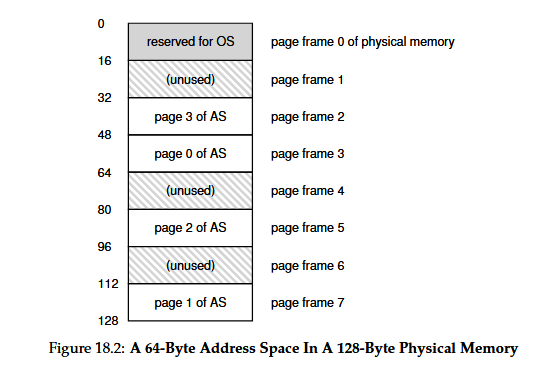 0
reserved for OS page frame 0 of physical memory
16
(unused) page frame 1
32
page 3 of AS page frame 2
48
page 0 of AS page frame 3
64
(unused) page frame 4
80
page 2 of AS page frame 5
96
(unused) page frame 6
112
page 1 of AS page frame 7
128
Figure 18.2: A 64-Byte Address Space In A 128-Byte Physical Memory